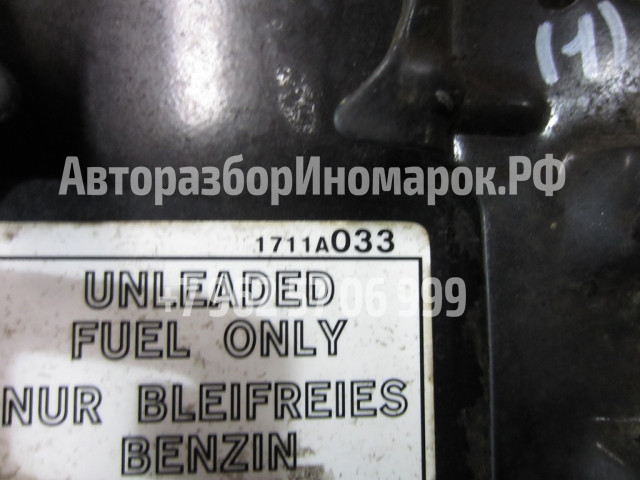 (1)
АвторазборИномарок.РФ
1711A033
UNLEADED
FUEL ONLY
NUR BLEIFREIES
BENZIN